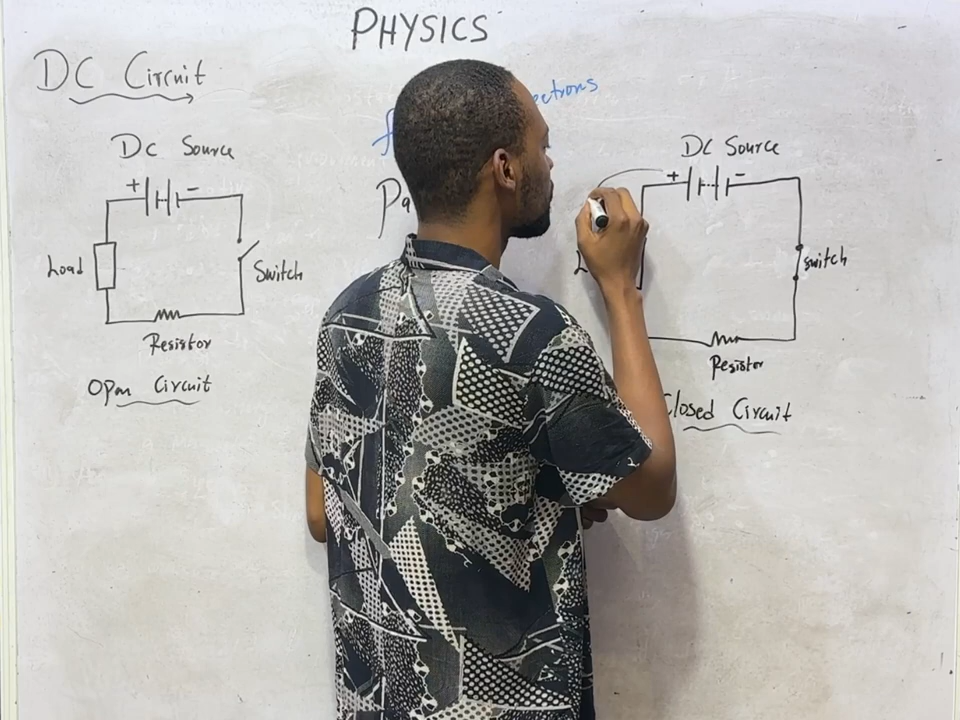 PHYSICS
DC Circuit
DC Source
+ -
Load
Switch
Resistor
Open Circuit
DC Source
+ -
switch
Resistor
Closed Circuit